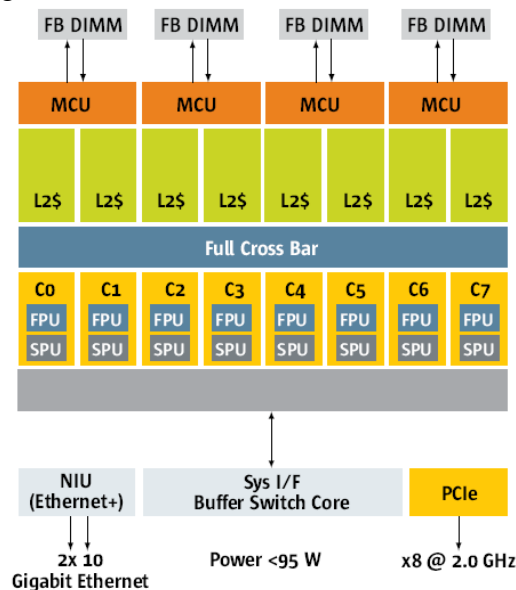 FB DIMM FB DIMM FB DIMM FB DIMM
MCU MCU MCU MCU
L2$ L2$ L2$ L2$ L2$ L2$ L2$ L2$
Full Cross Bar
C0 C1 C2 C3 C4 C5 C6 C7
FPU FPU FPU FPU FPU FPU FPU FPU
SPU SPU SPU SPU SPU SPU SPU SPU
NIU
(Ethernet+)
Sys I/F
Buffer Switch Core
PCIe
2x 10
Gigabit Ethernet
Power <95 W
x8 @ 2.0 GHz